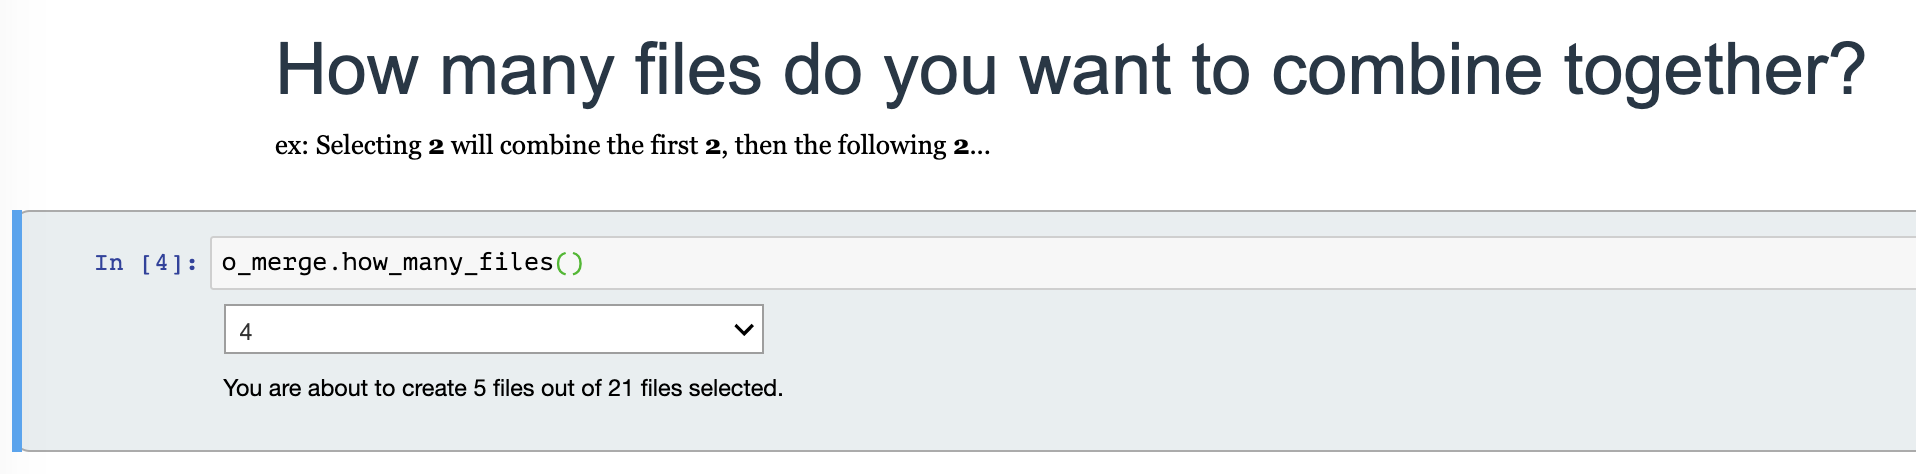 How many files do you want to combine together?
ex: Selecting 2 will combine the first 2, then the following 2...
In [4]: o_merge.how_many_files()
4
You are about to create 5 files out of 21 files selected.